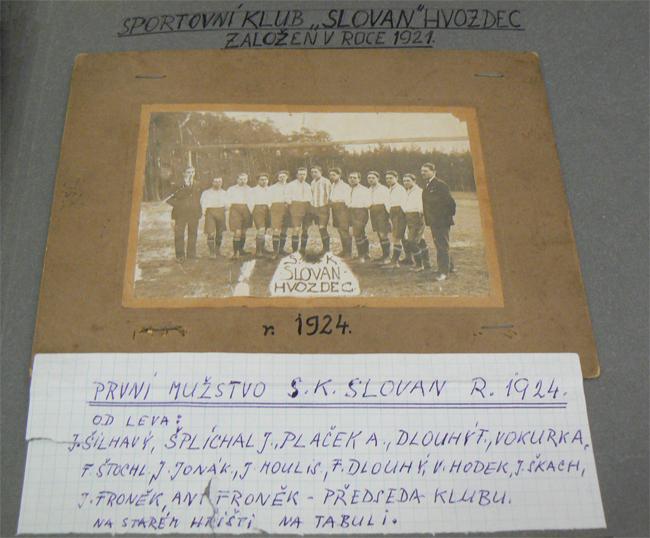 SPORTOVNÍ KLUB „SLOVAN" HVOZDEC
ZALOŽEN V ROCE 1921.
S. K.
SLOVAN
HVOZDEC
r. 1924.
PRVNÍ MUŽSTVO S.K. SLOVAN R. 1924.
OD LEVA:
J. ŠILHAVÝ, ŠPLÍCHAL J., PLAČEK A., DLOUHÝ F., VOKURKA,
F. ŠTOCHL, J. JONÁK, J. HOULIS, F. DLOUHÝ, V. HODEK, J. ŠKACH,
J. FRONĚK, ANT. FRONĚK - PŘEDSEDA KLUBU.
NA STARÉM HŘIŠTI NA TABULI.